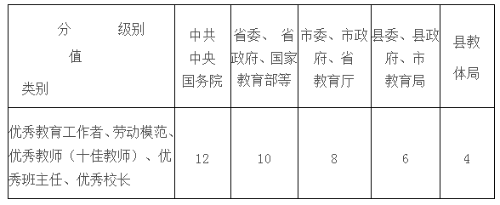 分 级别
值
类别
中共
中央
国务院
省委、 省
政府、国家
教育部等
市委、市政
府、省
教育厅
县委、县政
府、市
教育局
县教
体局
优秀教育工作者、劳动模范、
优秀教师（十佳教师）、优
秀班主任、优秀校长
12
10
8
6
4